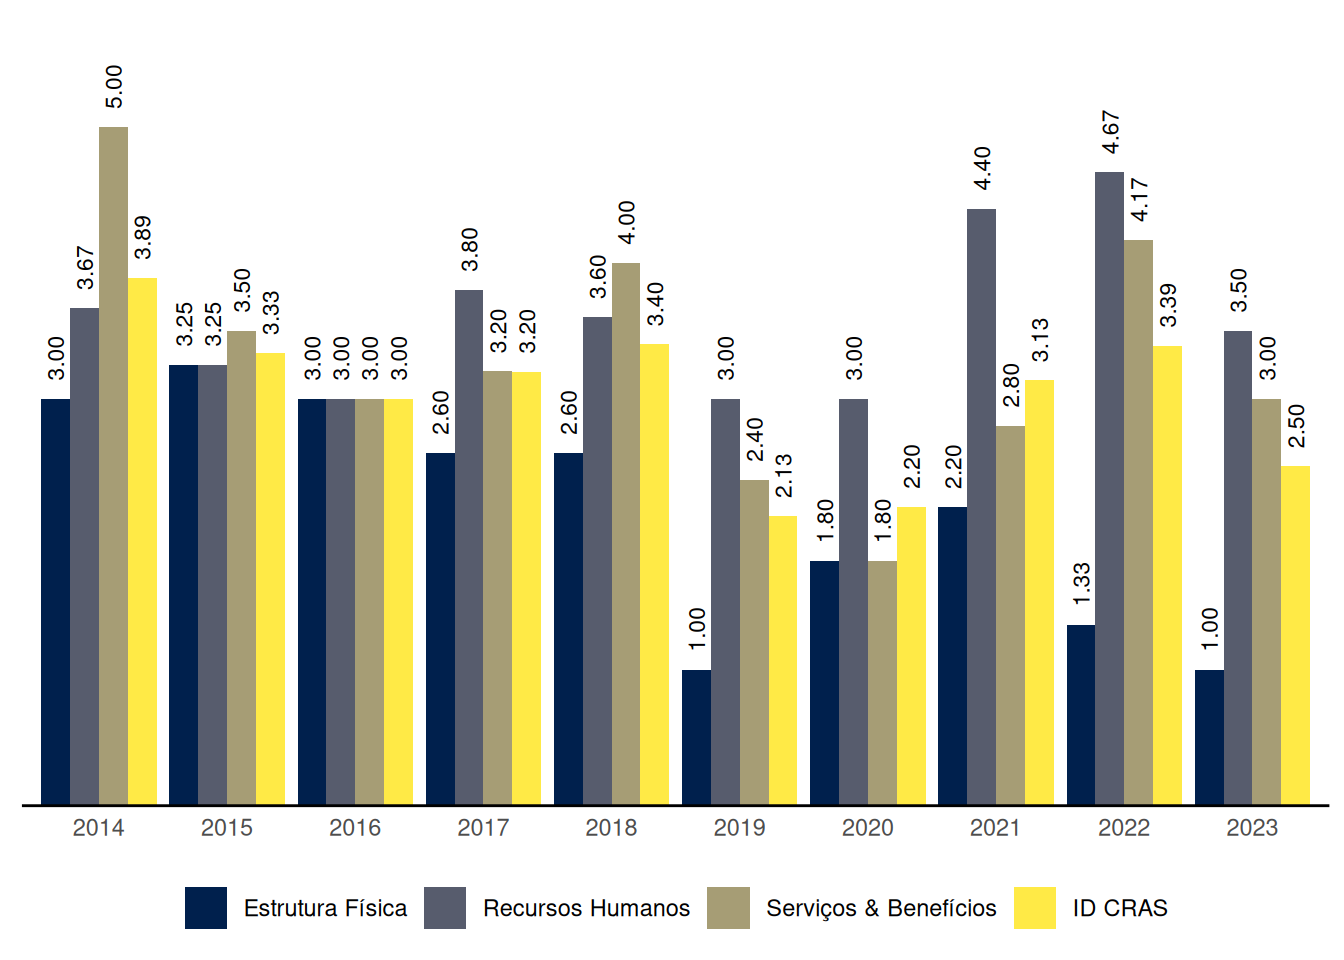 3.00 3.67 5.00 3.89
3.25 3.25 3.50 3.33
3.00 3.00 3.00 3.00
2.60 3.80 3.20 3.20
2.60 3.60 4.00 3.40
1.00 3.00 2.40 2.13
1.80 3.00 1.80 2.20
2.20 4.40 2.80 3.13
1.33 4.67 4.17 3.39
1.00 3.50 3.00 2.50
2014 2015 2016 2017 2018 2019 2020 2021 2022 2023
Estrutura Física Recursos Humanos Serviços & Benefícios ID CRAS